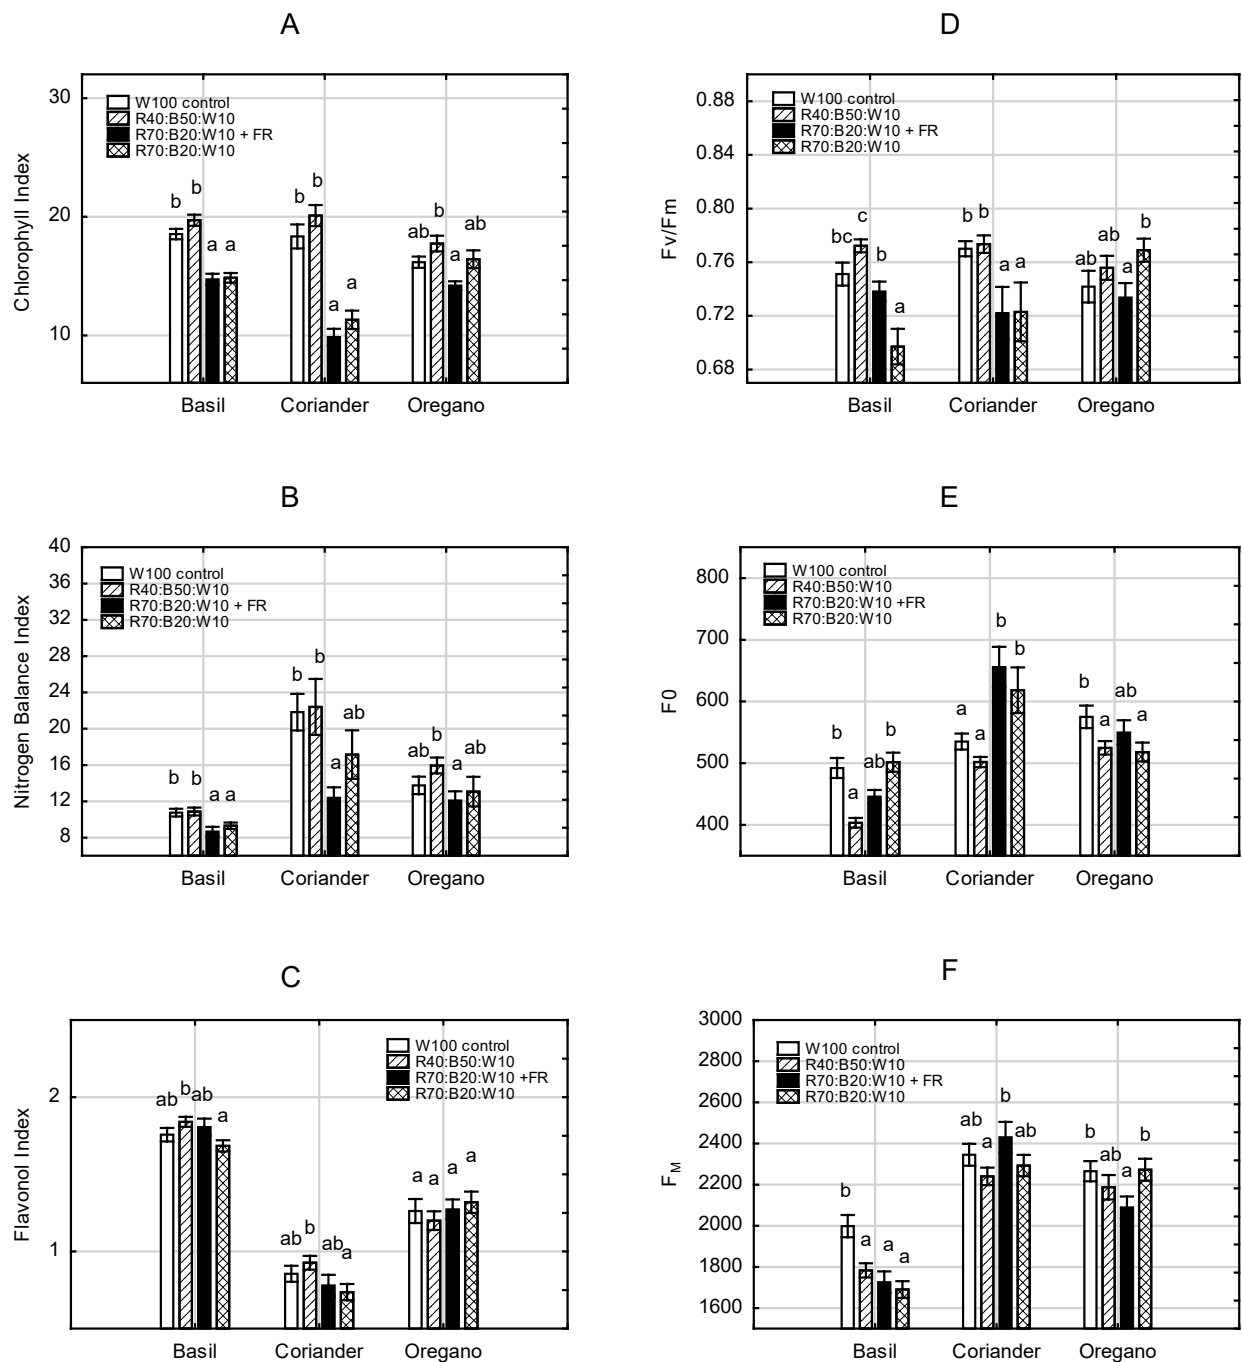 A
Chlorophyll Index
30
20
10
W100 control
R40:B50:W10
R70:B20:W10 + FR
R70:B20:W10
b b a a
b b a a
ab b a ab
Basil Coriander Oregano
D
Fv/Fm
0.88
0.84
0.80
0.76
0.72
0.68
W100 control
R40:B50:W10
R70:B20:W10 + FR
R70:B20:W10
bc c b a
b b a a
ab ab a b
Basil Coriander Oregano
B
Nitrogen Balance Index
40
36
32
28
24
20
16
12
8
W100 control
R40:B50:W10
R70:B20:W10 + FR
R70:B20:W10
b b a a
b b a ab
ab b a ab
Basil Coriander Oregano
E
F0
800
700
600
500
400
W100 control
R40:B50:W10
R70:B20:W10 +FR
R70:B20:W10
b a ab b
a a b b
b a ab a
Basil Coriander Oregano
C
Flavonol Index
2
1
W100 control
R40:B50:W10
R70:B20:W10 +FR
R70:B20:W10
ab b ab a
ab b ab a
a a a a
Basil Coriander Oregano
F
FM
3000
2800
2600
2400
2200
2000
1800
1600
W100 control
R40:B50:W10
R70:B20:W10 + FR
R70:B20:W10
b a a a
ab a b ab
b ab a b
Basil Coriander Oregano